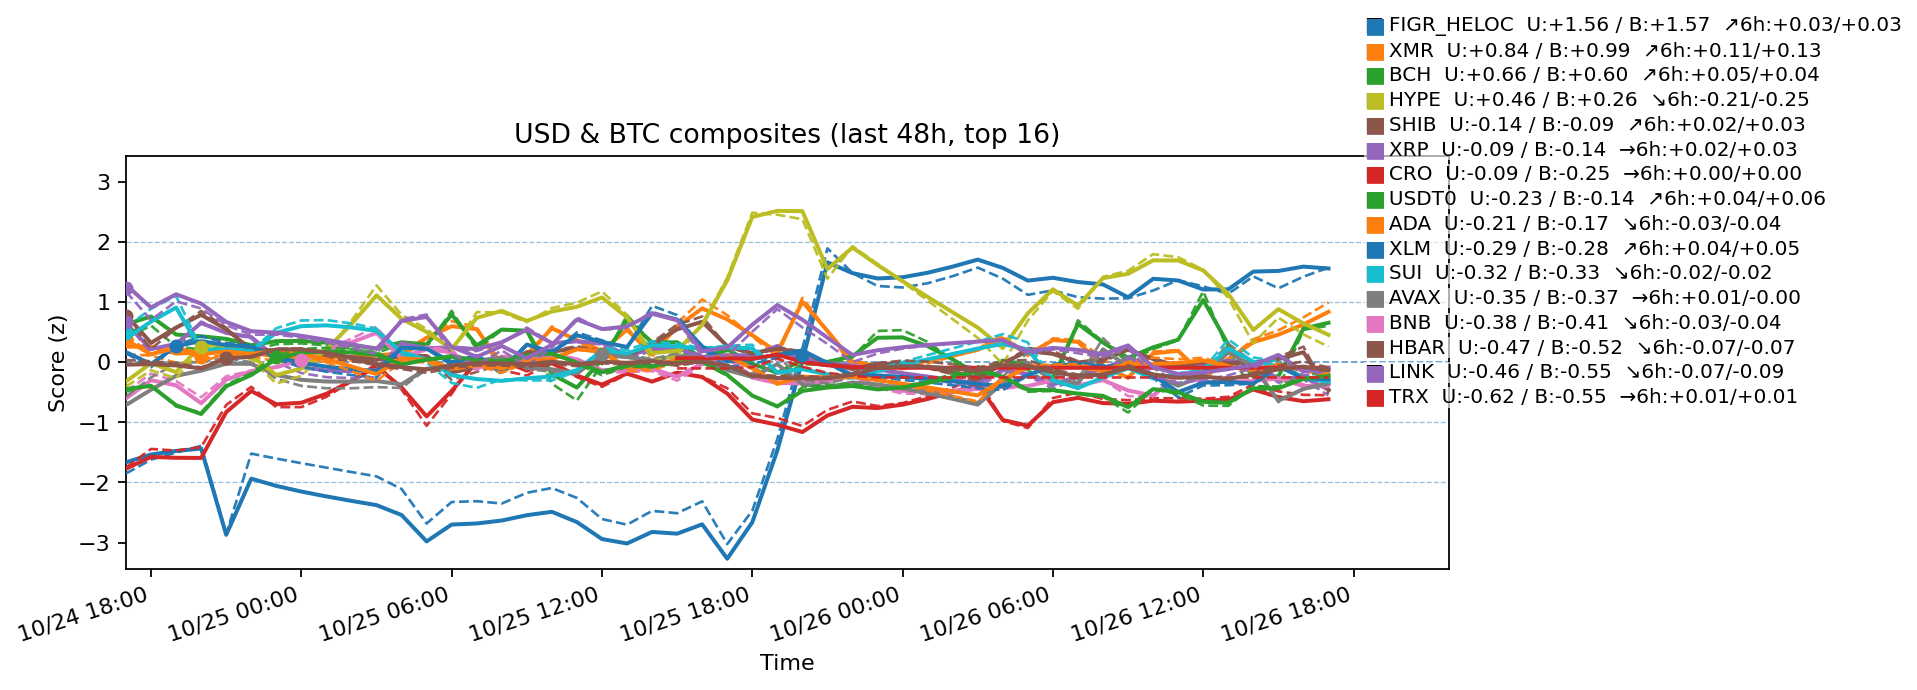 FIGR_HELOC U:+1.56 / B:+1.57 ↗6h:+0.03/+0.03
XMR U:+0.84 / B:+0.99 ↗6h:+0.11/+0.13
BCH U:+0.66 / B:+0.60 ↗6h:+0.05/+0.04
HYPE U:+0.46 / B:+0.26 ↘6h:-0.21/-0.25
SHIB U:-0.14 / B:-0.09 ↗6h:+0.02/+0.03
XRP U:-0.09 / B:-0.14 →6h:+0.02/+0.03
CRO U:-0.09 / B:-0.25 →6h:+0.00/+0.00
USDT0 U:-0.23 / B:-0.14 ↗6h:+0.04/+0.06
ADA U:-0.21 / B:-0.17 ↘6h:-0.03/-0.04
XLM U:-0.29 / B:-0.28 ↗6h:+0.04/+0.05
SUI U:-0.32 / B:-0.33 ↘6h:-0.02/-0.02
AVAX U:-0.35 / B:-0.37 →6h:+0.01/-0.00
BNB U:-0.38 / B:-0.41 ↘6h:-0.03/-0.04
HBAR U:-0.47 / B:-0.52 ↘6h:-0.07/-0.07
LINK U:-0.46 / B:-0.55 ↘6h:-0.07/-0.09
TRX U:-0.62 / B:-0.55 →6h:+0.01/+0.01
USD & BTC composites (last 48h, top 16)
Score (z)
3
2
1
0
−1
−2
−3
10/24 18:00
10/25 00:00
10/25 06:00
10/25 12:00
10/25 18:00
10/26 00:00
10/26 06:00
10/26 12:00
10/26 18:00
Time